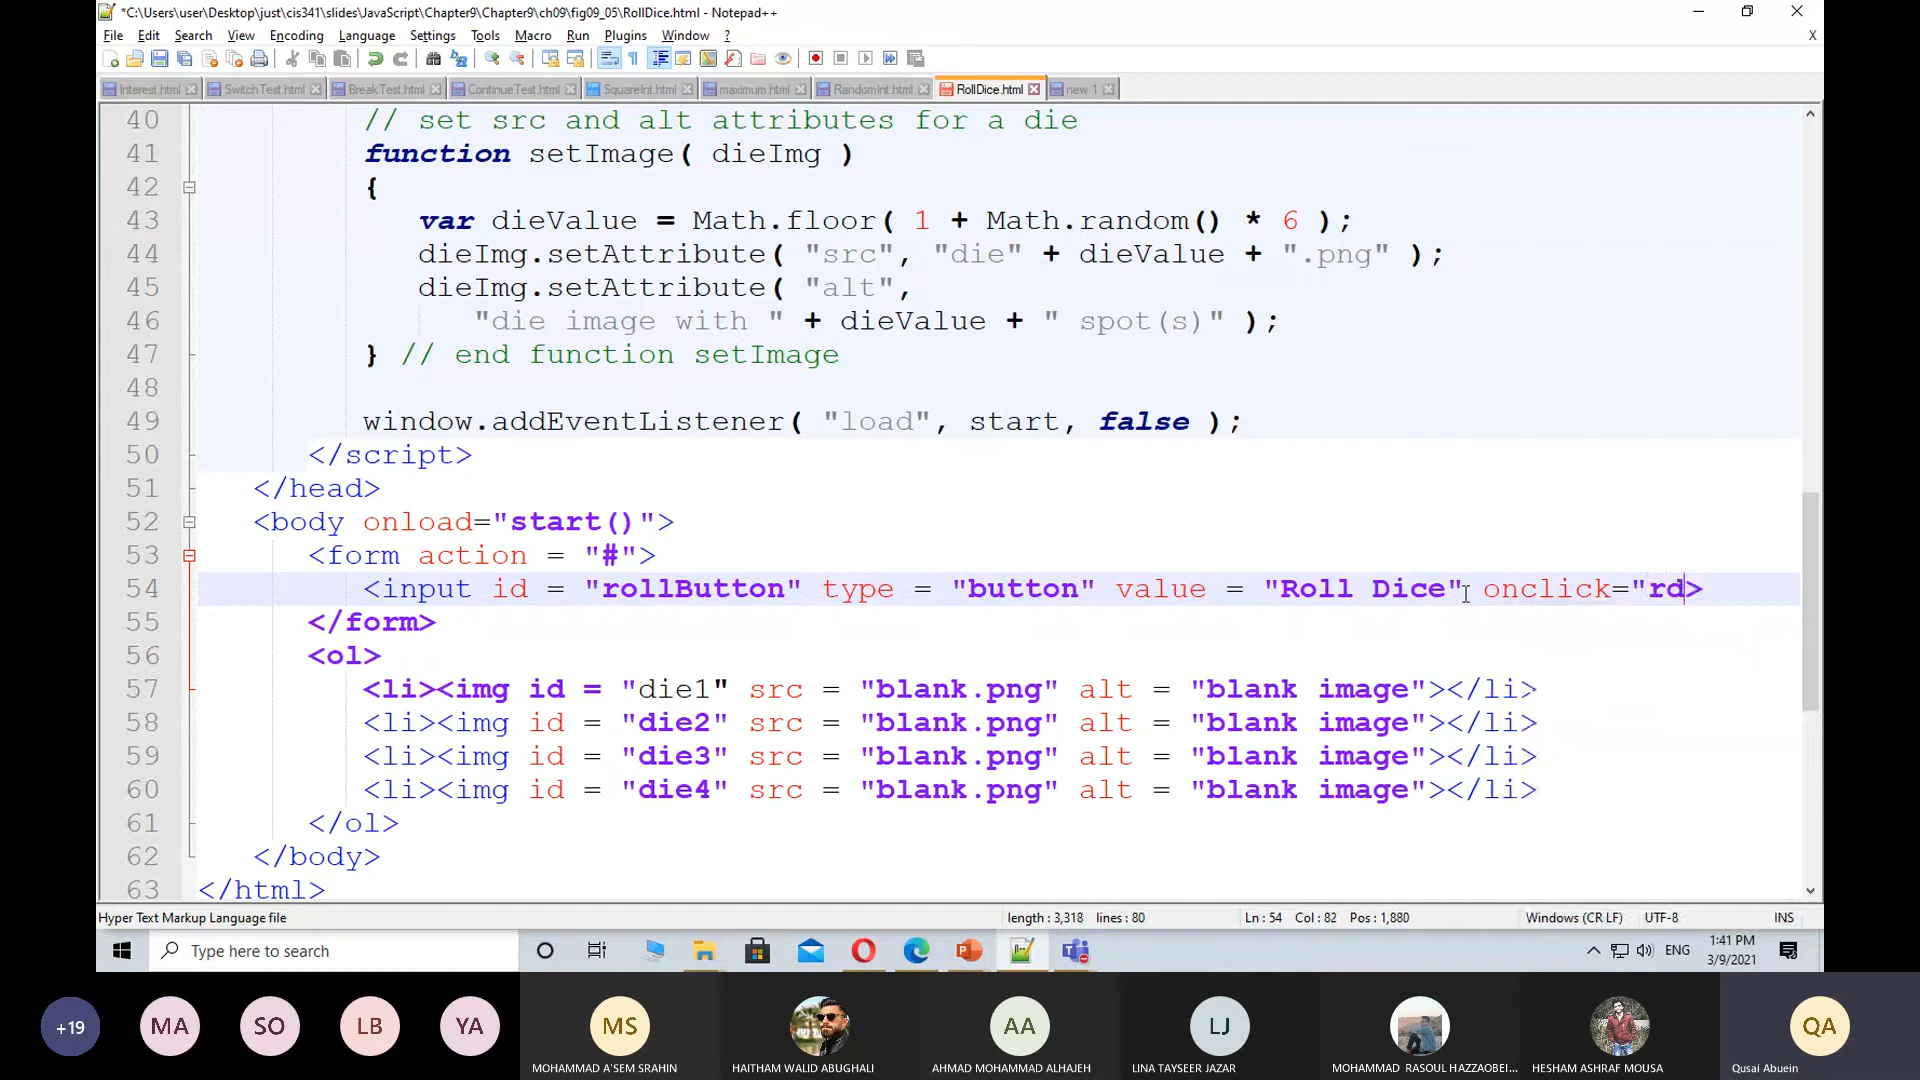 *C:\Users\user\Desktop\just\cis341\slides\JavaScript\Chapter9\Chapter9\ch09\fig09_05\RollDice.html - Notepad++
File Edit Search View Encoding Language Settings Tools Macro Run Plugins Window ? X
Interest.html SwitchTest.html BreakTest.html ContinueTest.html SquareInt.html maximum.html RandomInt.html RollDice.html new 1
40 // set src and alt attributes for a die
41 function setImage( dieImg )
42 {
43 var dieValue = Math.floor( 1 + Math.random() * 6 );
44 dieImg.setAttribute( "src", "die" + dieValue + ".png" );
45 dieImg.setAttribute( "alt",
46 "die image with " + dieValue + " spot(s)" );
47 } // end function setImage
48
49 window.addEventListener( "load", start, false );
50 </script>
51 </head>
52 <body onload="start()">
53 <form action = "#">
54 <input id = "rollButton" type = "button" value = "Roll Dice" onclick="rd>
55 </form>
56 <ol>
57 <li><img id = "die1" src = "blank.png" alt = "blank image"></li>
58 <li><img id = "die2" src = "blank.png" alt = "blank image"></li>
59 <li><img id = "die3" src = "blank.png" alt = "blank image"></li>
60 <li><img id = "die4" src = "blank.png" alt = "blank image"></li>
61 </ol>
62 </body>
63 </html>
Hyper Text Markup Language file length : 3,318 lines : 80 Ln : 54 Col : 82 Pos : 1,880 Windows (CR LF) UTF-8 INS
Type here to search ENG 1:41 PM
3/9/2021
+19 MA SO LB YA MS AA LJ QA
MOHAMMAD A'SEM SRAHIN HAITHAM WALID ABUGHALI AHMAD MOHAMMAD ALHAJEH LINA TAYSEER JAZAR MOHAMMAD RASOUL HAZZAOBEI... HESHAM ASHRAF MOUSA Qusai Abuein